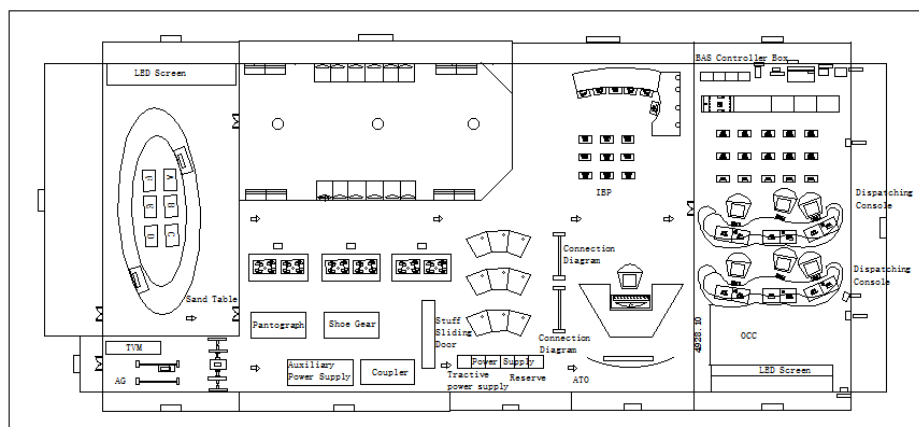 LED Screen
BAS Controller Box
IBP
Dispatching
Console
Connection
Diagram
Dispatching
Console
Sand Table
Pantograph
Shoe Gear
Stuff
Sliding
Door
Connection
Diagram
4928.10
OCC
TVM
AG
Auxiliary
Power Supply
Coupler
Power Supply
Tractive
power supply
Reserve
ATO
LED Screen